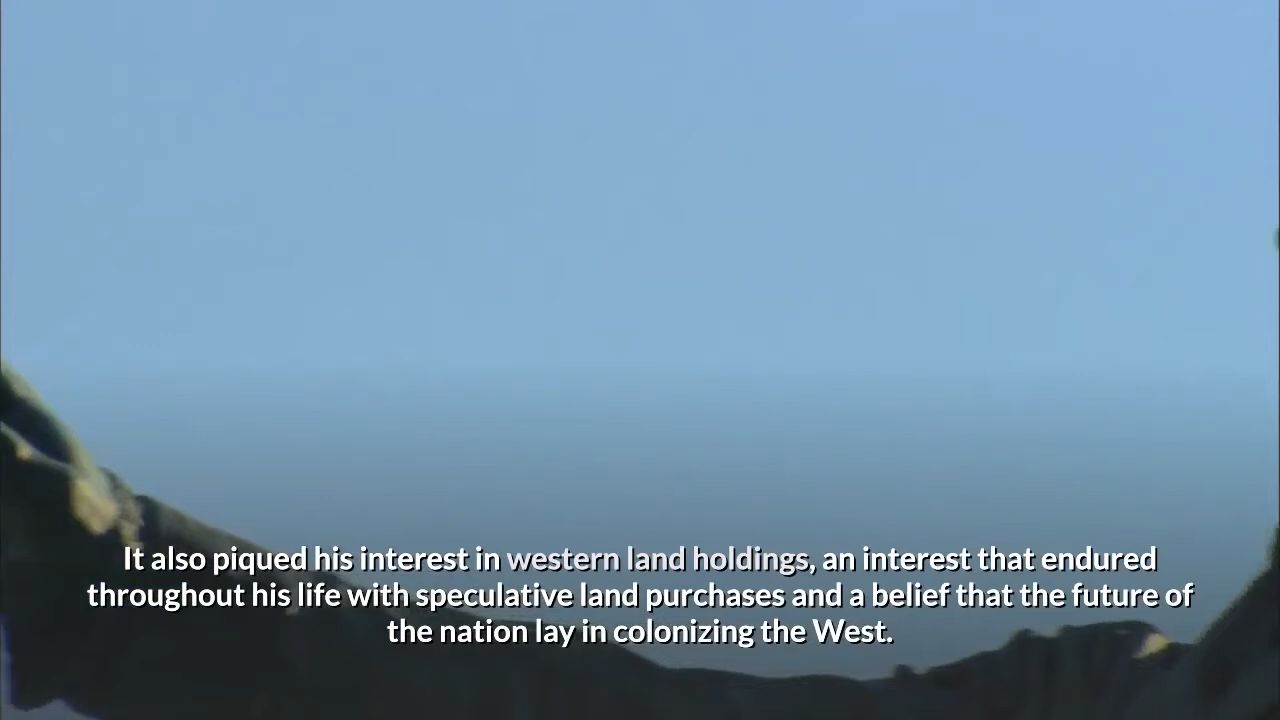 It also piqued his interest in western land holdings, an interest that endured
throughout his life with speculative land purchases and a belief that the future of
the nation lay in colonizing the West.